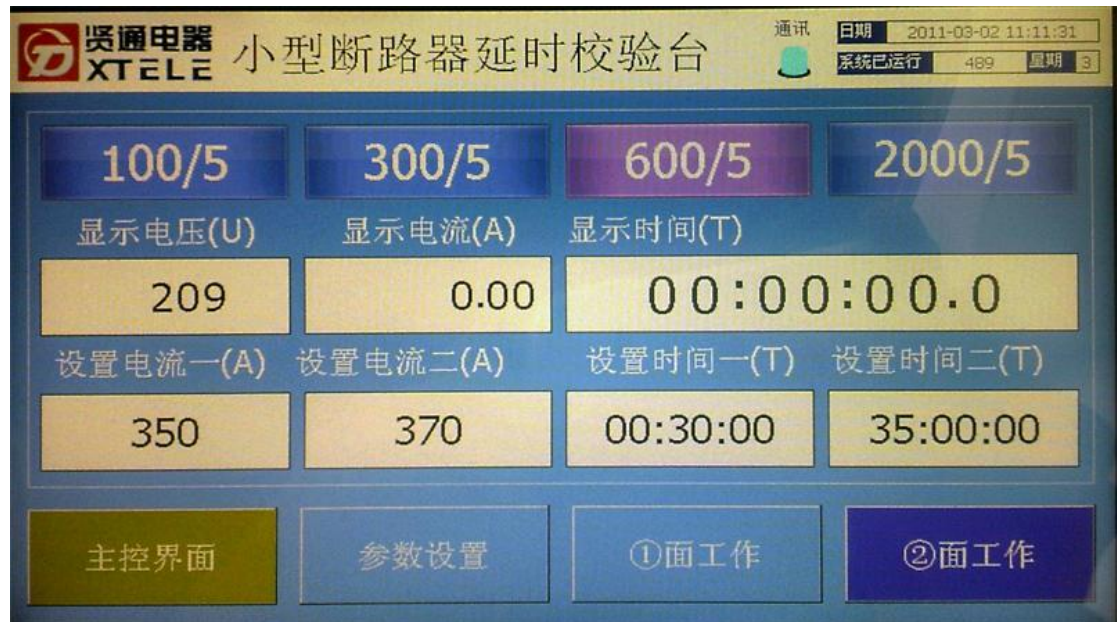 贤通电器
XTELE
小型断路器延时校验台
通讯
日期 2011-03-02 11:11:31
系统已运行 489 星期 3
100/5 300/5 600/5 2000/5
显示电压(U) 显示电流(A) 显示时间(T)
209 0.00 00:00:00.0
设置电流一(A) 设置电流二(A) 设置时间一(T) 设置时间二(T)
350 370 00:30:00 35:00:00
主控界面 参数设置 ①面工作 ②面工作